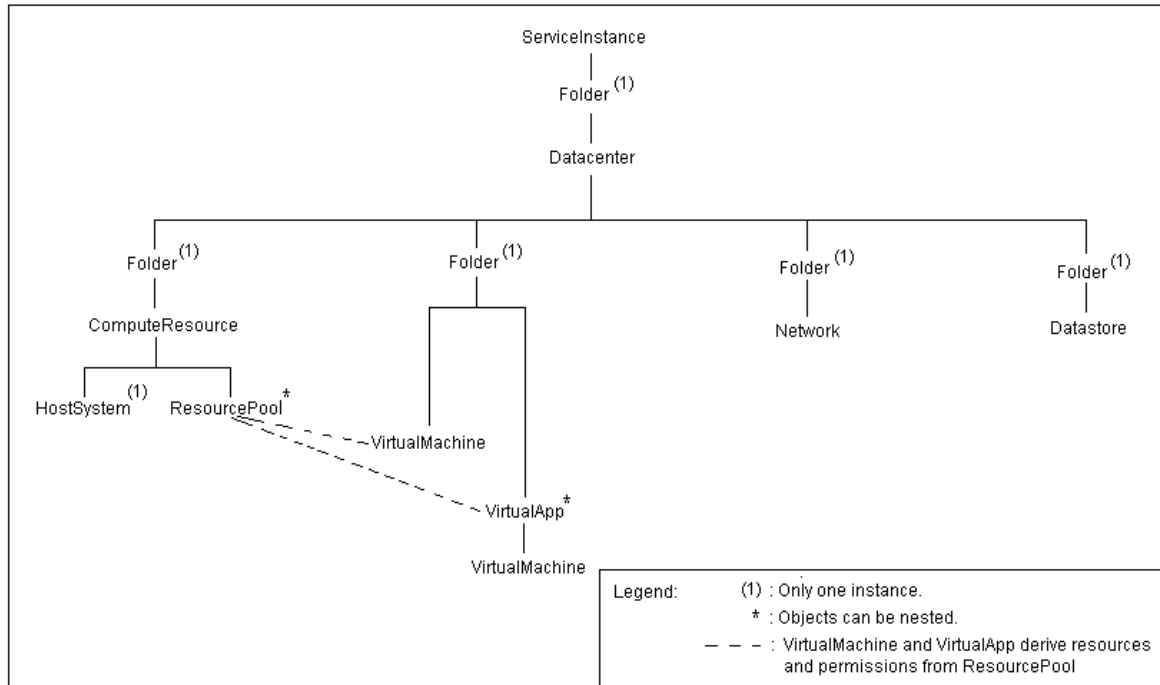 ServiceInstance
Folder (1)
Datacenter
Folder (1)
Folder (1)
Folder (1)
Folder (1)
ComputeResource
Network
Datastore
HostSystem (1)
ResourcePool *
VirtualMachine
VirtualApp *
VirtualMachine
Legend:
(1) : Only one instance.
* : Objects can be nested.
– – – : VirtualMachine and VirtualApp derive resources
and permissions from ResourcePool